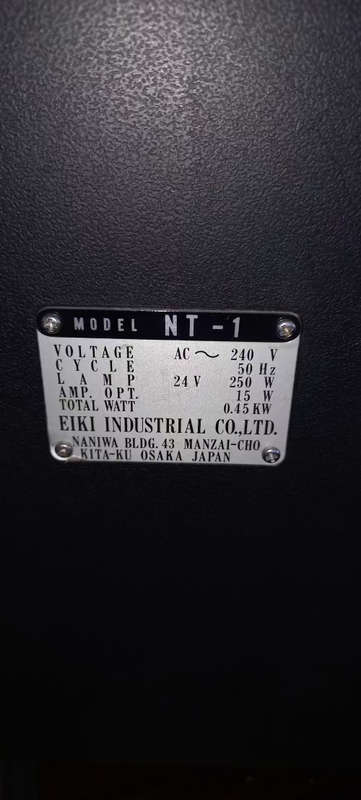 MODEL NT-1
VOLTAGE AC ~ 240 V
CYCLE 50 Hz
LAMP 24 V 250 W
AMP. OPT. 15 W
TOTAL WATT 0.45 KW
EIKI INDUSTRIAL CO., LTD.
NANIWA BLDG. 43 MANZAI-CHO
KITA-KU OSAKA JAPAN